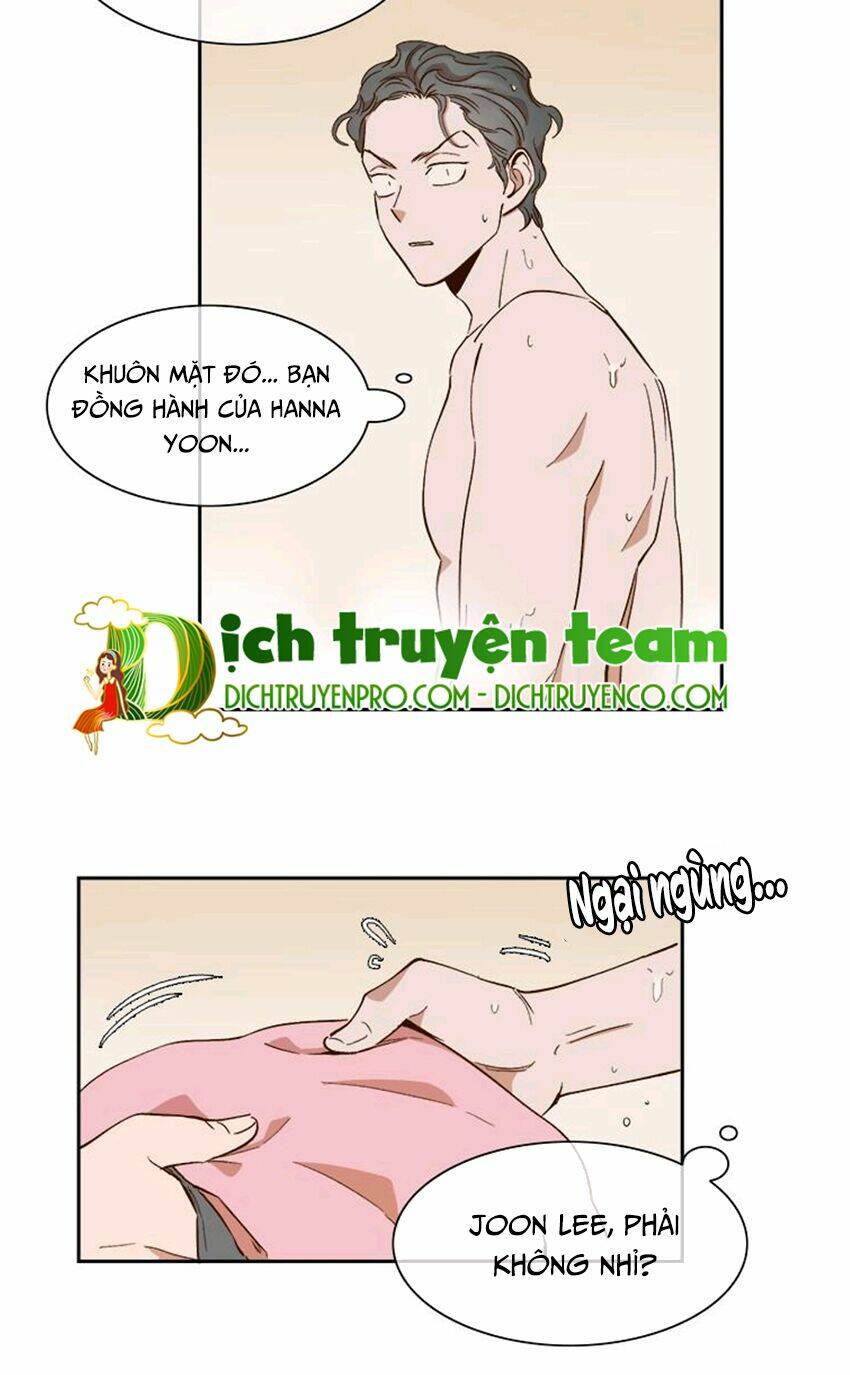 KHUÔN MẶT ĐÓ... BẠN
ĐỒNG HÀNH CỦA HANNA
YOON...
Dịch truyện team
DICHTRUYENPRO.COM - DICHTRUYENCO.COM
Ngại ngùng...
JOON LEE, PHẢI
KHÔNG NHỈ?